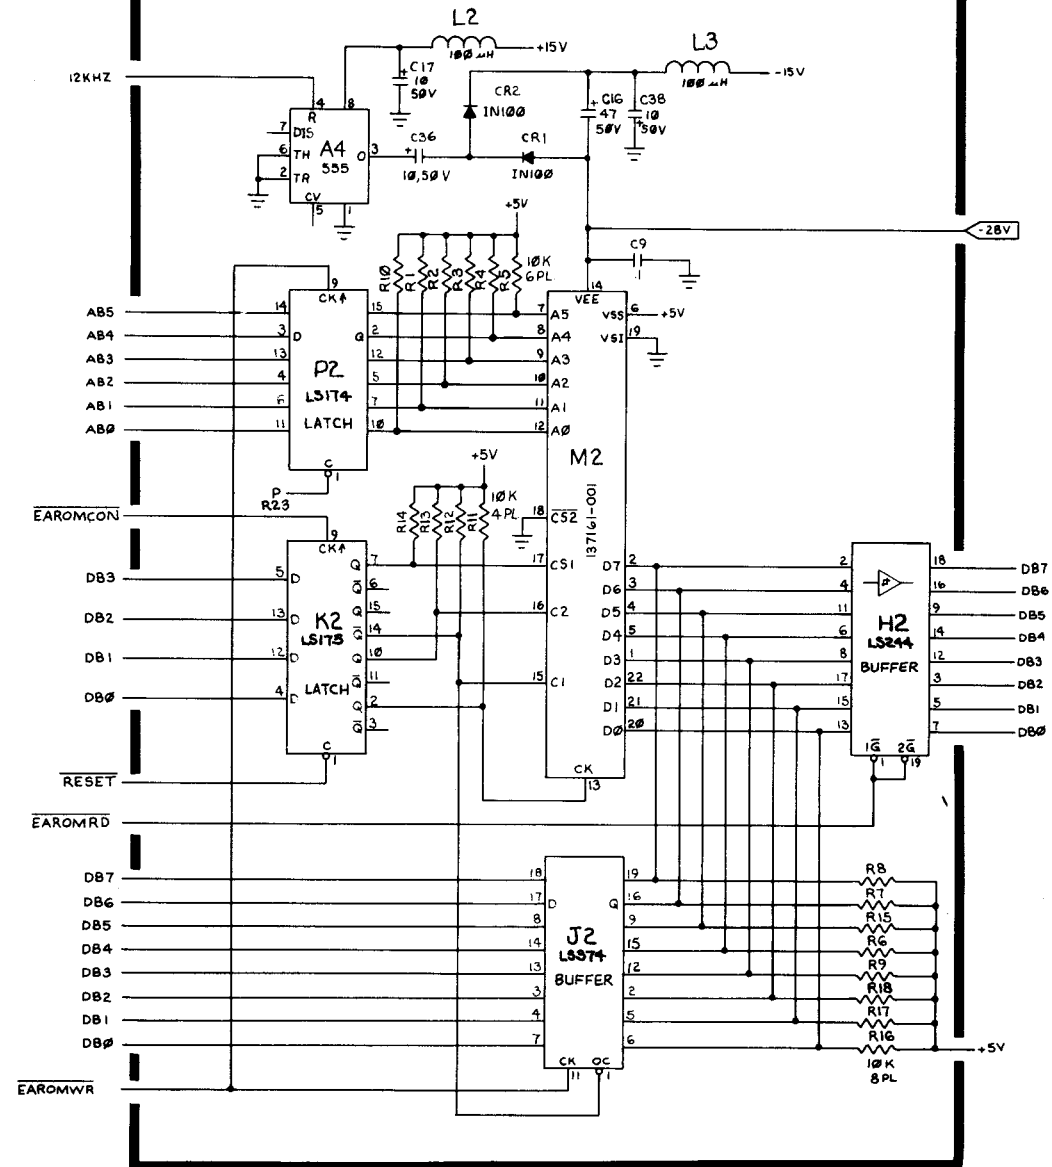 L2
100 μH
+15V
L3
100 μH
-15V
12KHZ
C17
10
50V
CR2
IN100
C16
47
50V
C38
10
50V
4
8
R
7
DIS
6
TH
A4
555
O
3
2
TR
CV
5
1
C36
10,50V
CR1
IN100
+5V
-28V
C9
.1
R10
R1
R2
R3
R4
R5
10K
6PL
9
CK↑
14
VEE
AB5
14
15
7
A5
VSS
6
+5V
AB4
3
D
Q
2
8
A4
VSI
19
AB3
13
P2
12
9
A3
AB2
4
LS174
5
10
A2
AB1
6
7
11
A1
AB0
11
LATCH
10
12
A0
C
1
P
R23
M2
137161-001
+5V
R14
R13
R12
R11
10K
4PL
18
CS2
EAROMCON
9
CK↑
DB3
5
D
Q
7
17
CS1
Q
6
DB2
13
D
K2
LS175
Q
15
16
C2
Q
14
DB1
12
D
Q
10
LATCH
Q
11
15
C1
DB0
4
D
Q
2
Q
3
C
1
RESET
CK
13
D7
2
D6
3
D5
4
D4
5
D3
1
D2
22
D1
21
D0
20
2
4
11
6
8
17
15
13
#
H2
LS244
BUFFER
1G
2G
1
19
18
DB7
16
DB6
9
DB5
14
DB4
12
DB3
3
DB2
5
DB1
7
DB0
EAROMRD
DB7
18
19
R8
DB6
17
D
Q
16
R7
DB5
8
9
R15
DB4
14
J2
LS374
BUFFER
15
R6
DB3
13
12
R9
DB2
3
2
R18
DB1
4
5
R17
DB0
7
6
R16
10K
8PL
+5V
CK
OC
11
1
EAROMWR